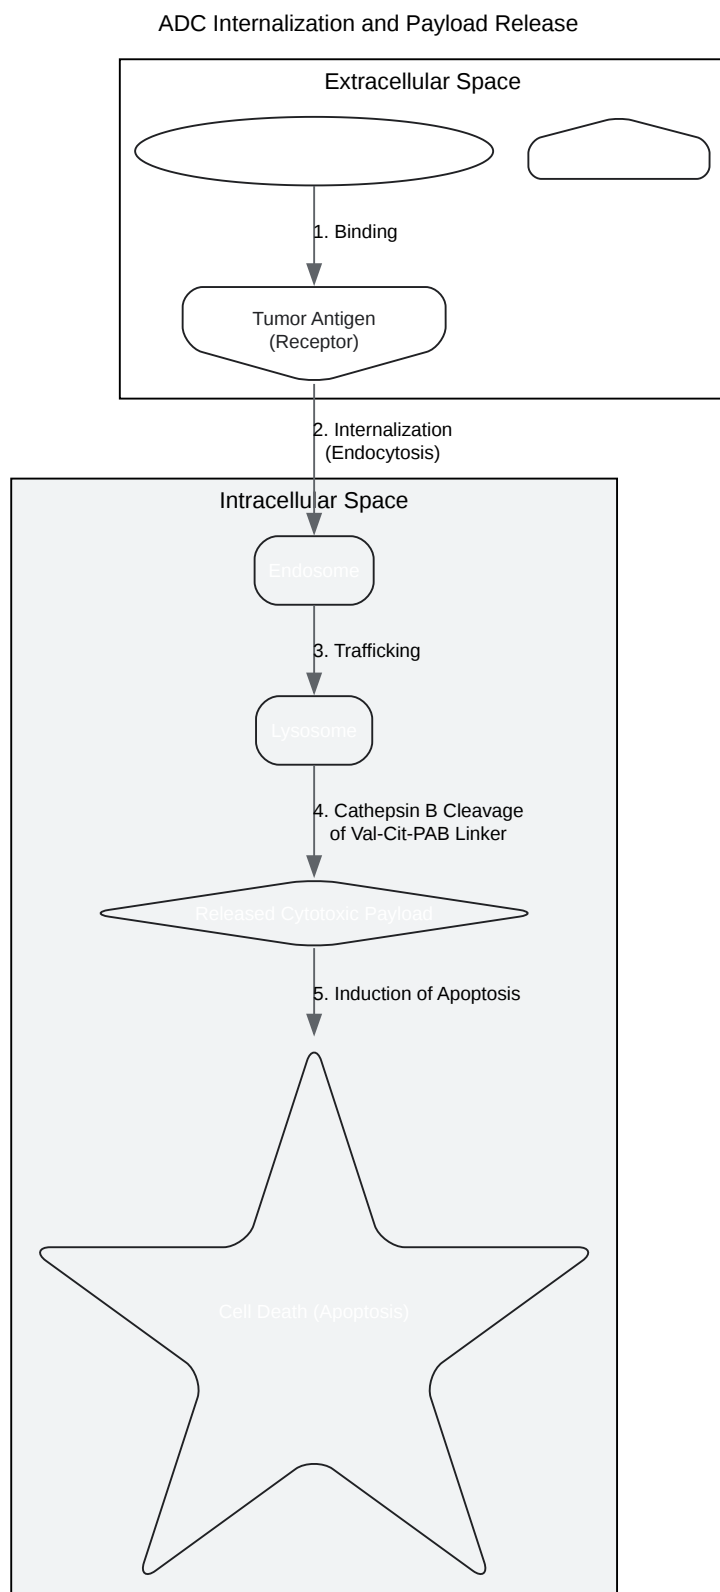 ADC Internalization and Payload Release
Extracellular Space
1. Binding
Tumor Antigen
(Receptor)
2. Internalization
(Endocytosis)
Intracellular Space
Endosome
3. Trafficking
Lysosome
4. Cathepsin B Cleavage
of Val-Cit-PAB Linker
Released Cytotoxic Payload
5. Induction of Apoptosis
Cell Death (Apoptosis)